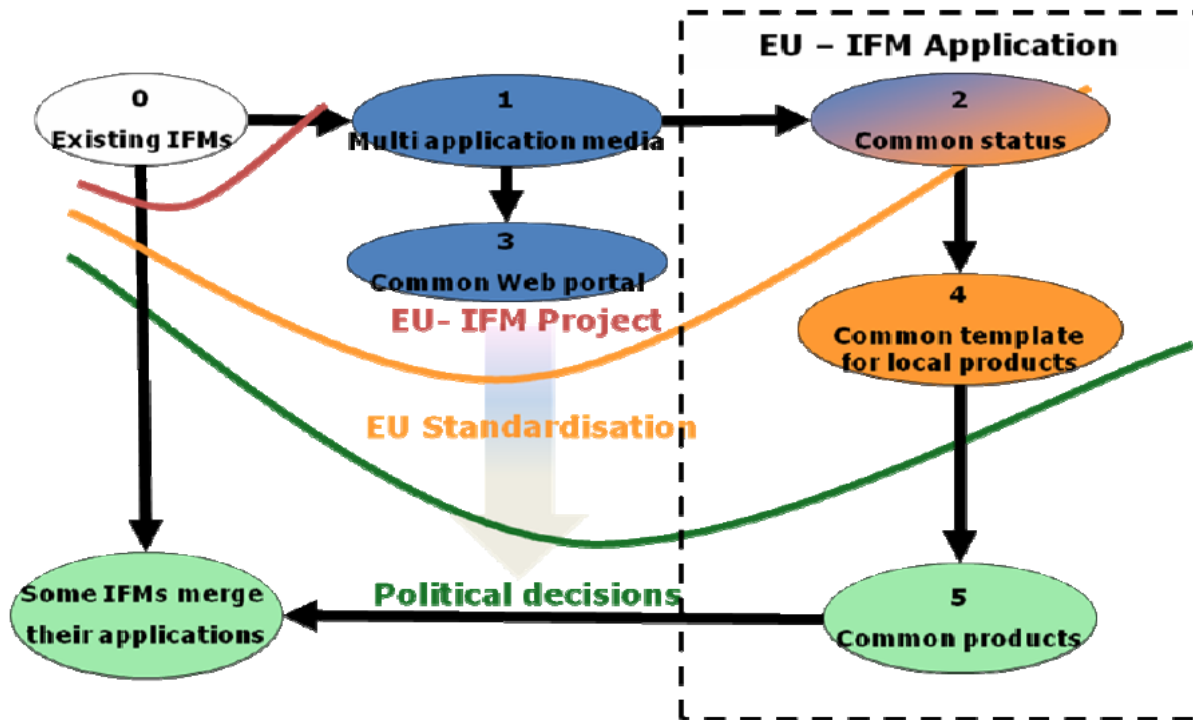 EU – IFM Application
0
Existing IFMs
1
Multi application media
2
Common status
3
Common Web portal
EU- IFM Project
4
Common template
for local products
EU Standardisation
Some IFMs merge
their applications
Political decisions
5
Common products